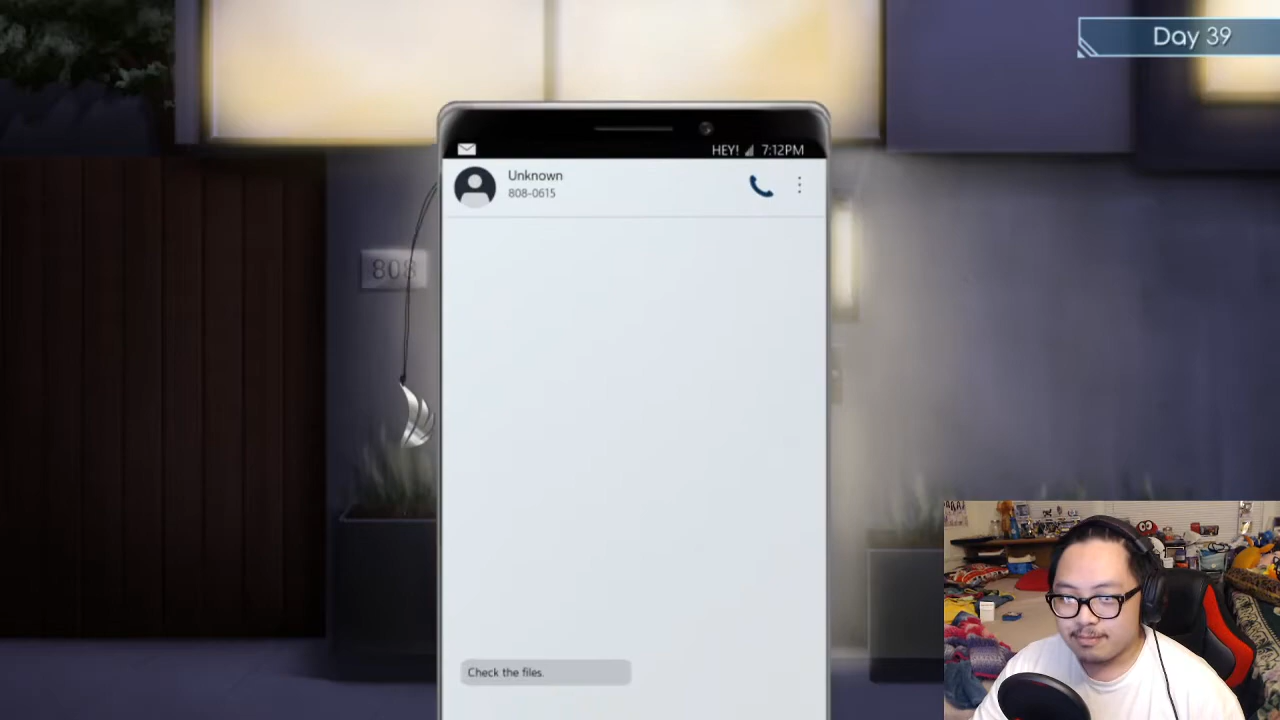 Day 39
HEY! 7:12PM
Unknown
808-0615
808
Check the files.